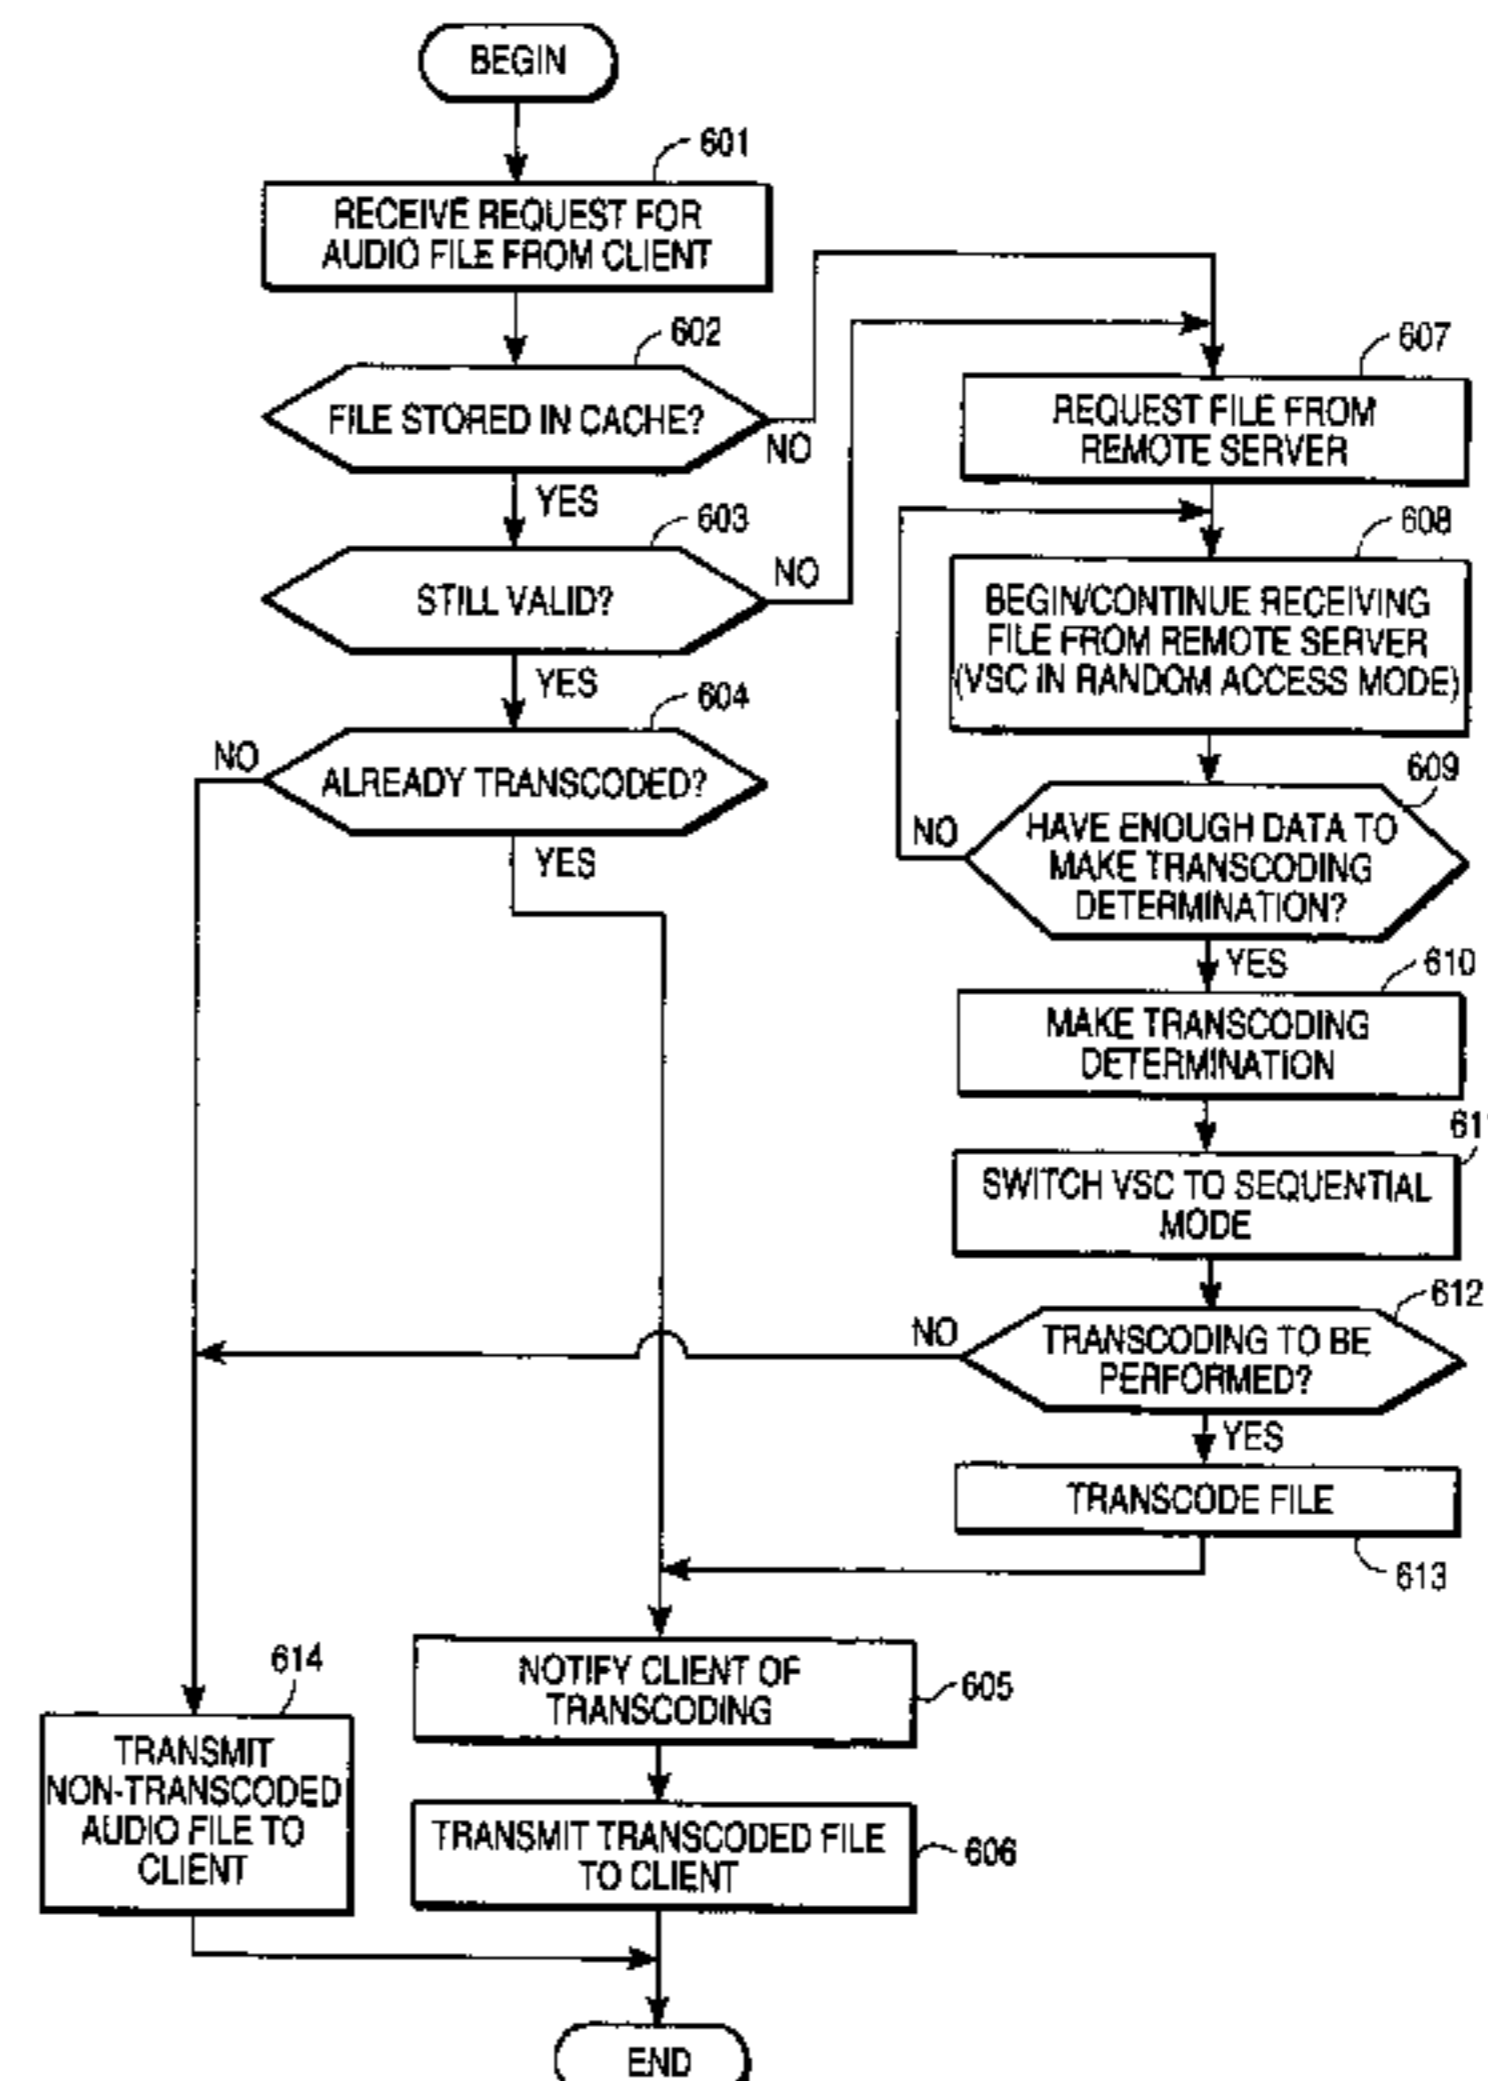 BEGIN
601
RECEIVE REQUEST FOR
AUDIO FILE FROM CLIENT
602
FILE STORED IN CACHE?
NO
YES
603
STILL VALID?
NO
YES
604
NO
ALREADY TRANSCODED?
YES
607
REQUEST FILE FROM
REMOTE SERVER
608
BEGIN/CONTINUE RECEIVING
FILE FROM REMOTE SERVER
(VSC IN RANDOM ACCESS MODE)
609
NO
HAVE ENOUGH DATA TO
MAKE TRANSCODING
DETERMINATION?
YES
610
MAKE TRANSCODING
DETERMINATION
SWITCH VSC TO SEQUENTIAL
MODE
612
NO
TRANSCODING TO BE
PERFORMED?
YES
TRANSCODE FILE
613
NOTIFY CLIENT OF
TRANSCODING
605
614
TRANSMIT
NON-TRANSCODED
AUDIO FILE TO
CLIENT
TRANSMIT TRANSCODED FILE
TO CLIENT
606
END